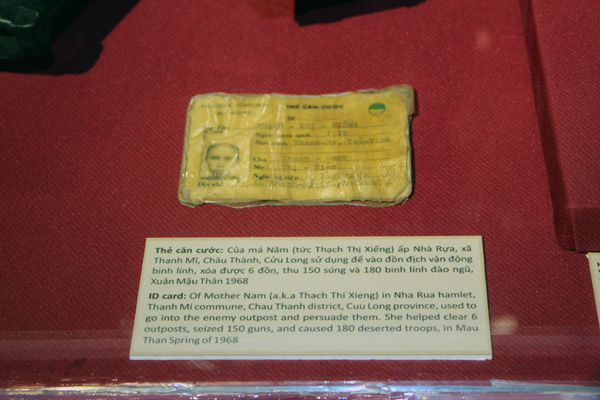 THẺ CĂN-CƯỚC
Thẻ căn cước: Của má Năm (tức Thạch Thị Xiếng) ấp Nhà Rựa, xã
Thanh Mĩ, Châu Thành, Cửu Long sử dụng để vào đồn địch vận động
binh lính, xóa được 6 đồn, thu 150 súng và 180 binh lính đào ngũ,
Xuân Mậu Thân 1968
ID card: Of Mother Nam (a.k.a Thach Thi Xieng) in Nha Rua hamlet,
Thanh Mi commune, Chau Thanh district, Cuu Long province, used to
go into the enemy outpost and persuade them. She helped clear 6
outposts, seized 150 guns, and caused 180 deserted troops, in Mau
Than Spring of 1968